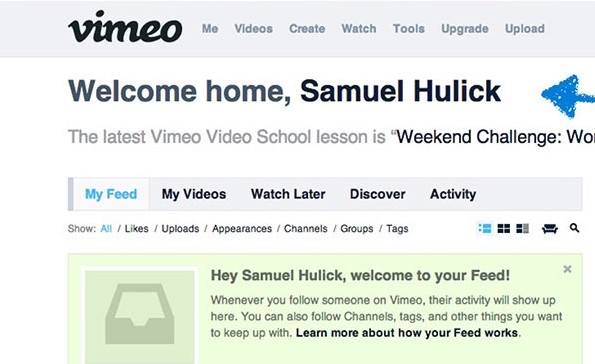 vimeo Me Videos Create Watch Tools Upgrade Upload
Welcome home, Samuel Hulick
The latest Vimeo Video School lesson is “Weekend Challenge:
My Feed My Videos Watch Later Discover Activity
Show: All / Likes / Uploads / Appearances / Channels / Groups / Tags
Hey Samuel Hulick, welcome to your Feed!
Whenever you follow someone on Vimeo, their activity will show up
here. You can also follow Channels, tags, and other things you want
to keep up with. Learn more about how your Feed works.